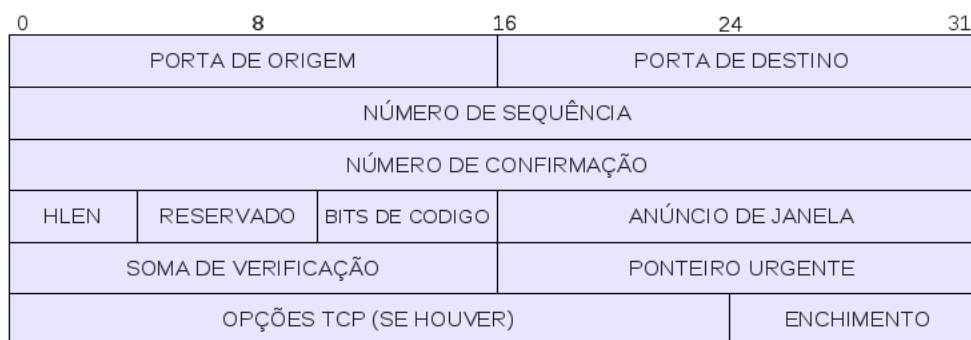 0 8 16 24 31
PORTA DE ORIGEM PORTA DE DESTINO
NÚMERO DE SEQUÊNCIA
NÚMERO DE CONFIRMAÇÃO
HLEN RESERVADO BITS DE CODIGO ANÚNCIO DE JANELA
SOMA DE VERIFICAÇÃO PONTEIRO URGENTE
OPÇÕES TCP (SE HOUVER) ENCHIMENTO